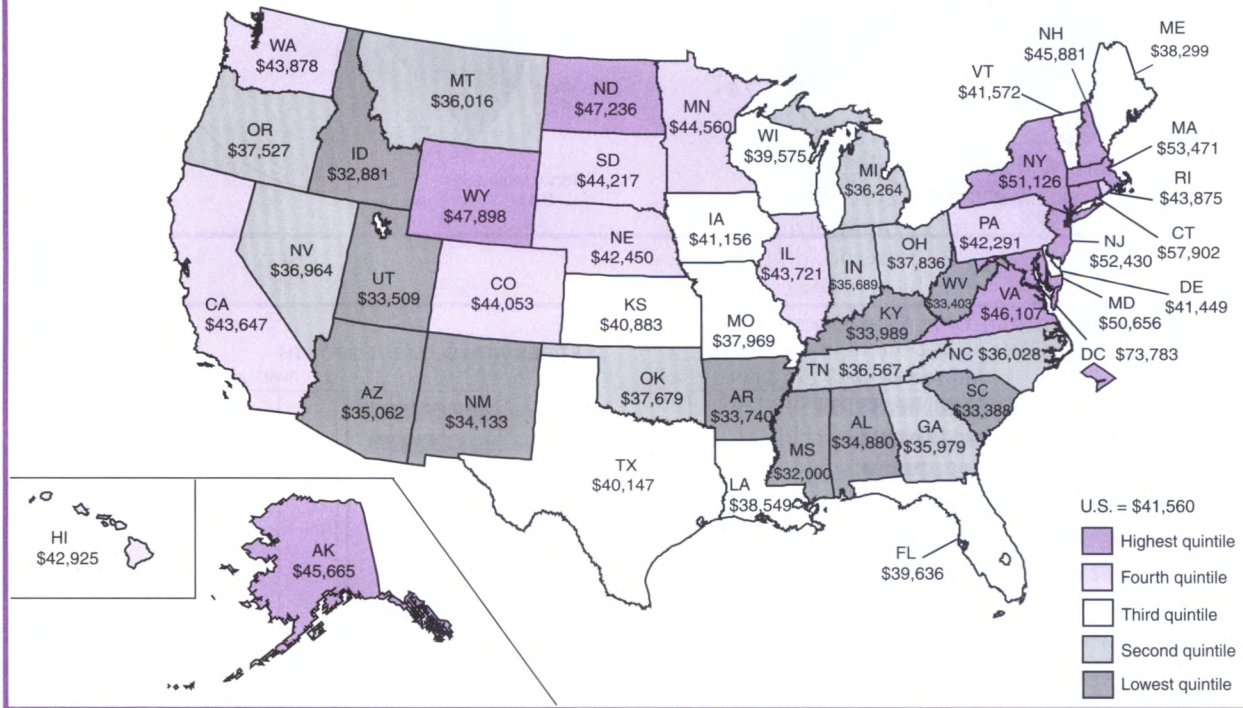 WA
$43,878
MT
$36,016
ND
$47,236
MN
$44,560
OR
$37,527
ID
$32,881
SD
$44,217
WI
$39,575
MI
$36,264
WY
$47,898
NV
$36,964
UT
$33,509
NE
$42,450
IA
$41,156
IL
$43,721
IN
$35,689
OH
$37,836
PA
$42,291
NY
$51,126
VT
$41,572
NH
$45,881
ME
$38,299
MA
$53,471
RI
$43,875
CT
$57,902
NJ
$52,430
DE
$41,449
MD
$50,656
DC $73,783
CA
$43,647
CO
$44,053
KS
$40,883
MO
$37,969
WV
$33,403
VA
$46,107
KY
$33,989
TN $36,567
NC $36,028
AZ
$35,062
NM
$34,133
OK
$37,679
AR
$33,740
MS
$32,000
AL
$34,880
GA
$35,979
SC
$33,388
TX
$40,147
LA
$38,549
FL
$39,636
HI
$42,925
AK
$45,665
U.S. = $41,560
Highest quintile
Fourth quintile
Third quintile
Second quintile
Lowest quintile